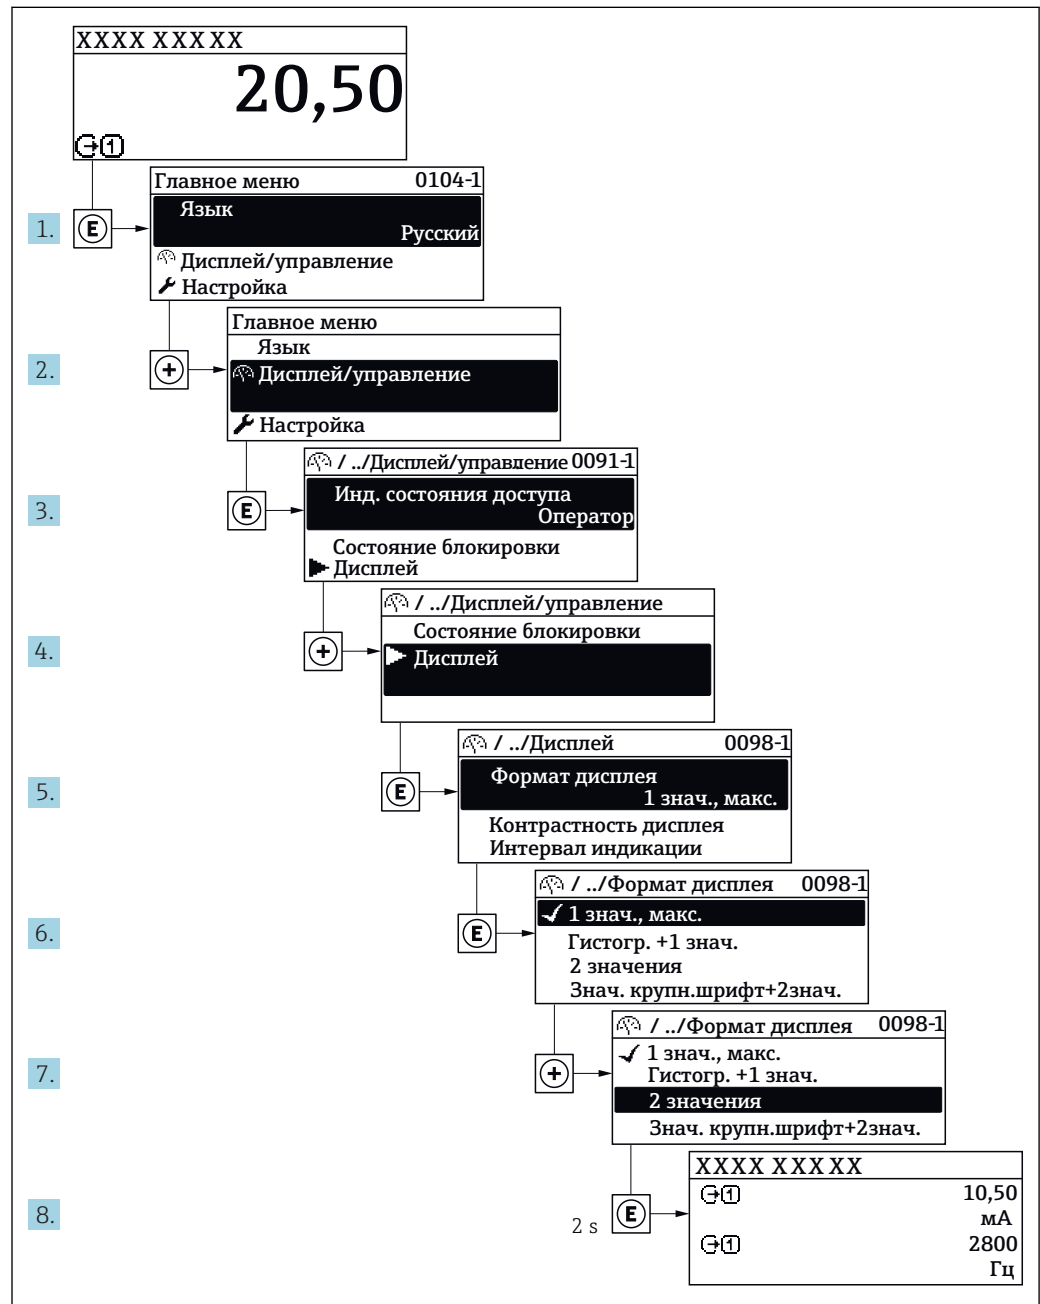 XXXX XXXXX
20,50
1
1.
E
Главное меню 0104-1
Язык
Русский
Дисплей/управление
Настройка
2.
+
Главное меню
Язык
Дисплей/управление
Настройка
3.
E
/ ../Дисплей/управление 0091-1
Инд. состояния доступа
Оператор
Состояние блокировки
Дисплей
4.
+
/ ../Дисплей/управление
Состояние блокировки
Дисплей
5.
E
/ ../Дисплей 0098-1
Формат дисплея
1 знач., макс.
Контрастность дисплея
Интервал индикации
6.
E
/ ../Формат дисплея 0098-1
1 знач., макс.
Гистогр. +1 знач.
2 значения
Знач. крупн.шрифт+2знач.
7.
+
/ ../Формат дисплея 0098-1
1 знач., макс.
Гистогр. +1 знач.
2 значения
Знач. крупн.шрифт+2знач.
8.
2 s
E
XXXX XXXXX
1 10,50
мА
1 2800
Гц